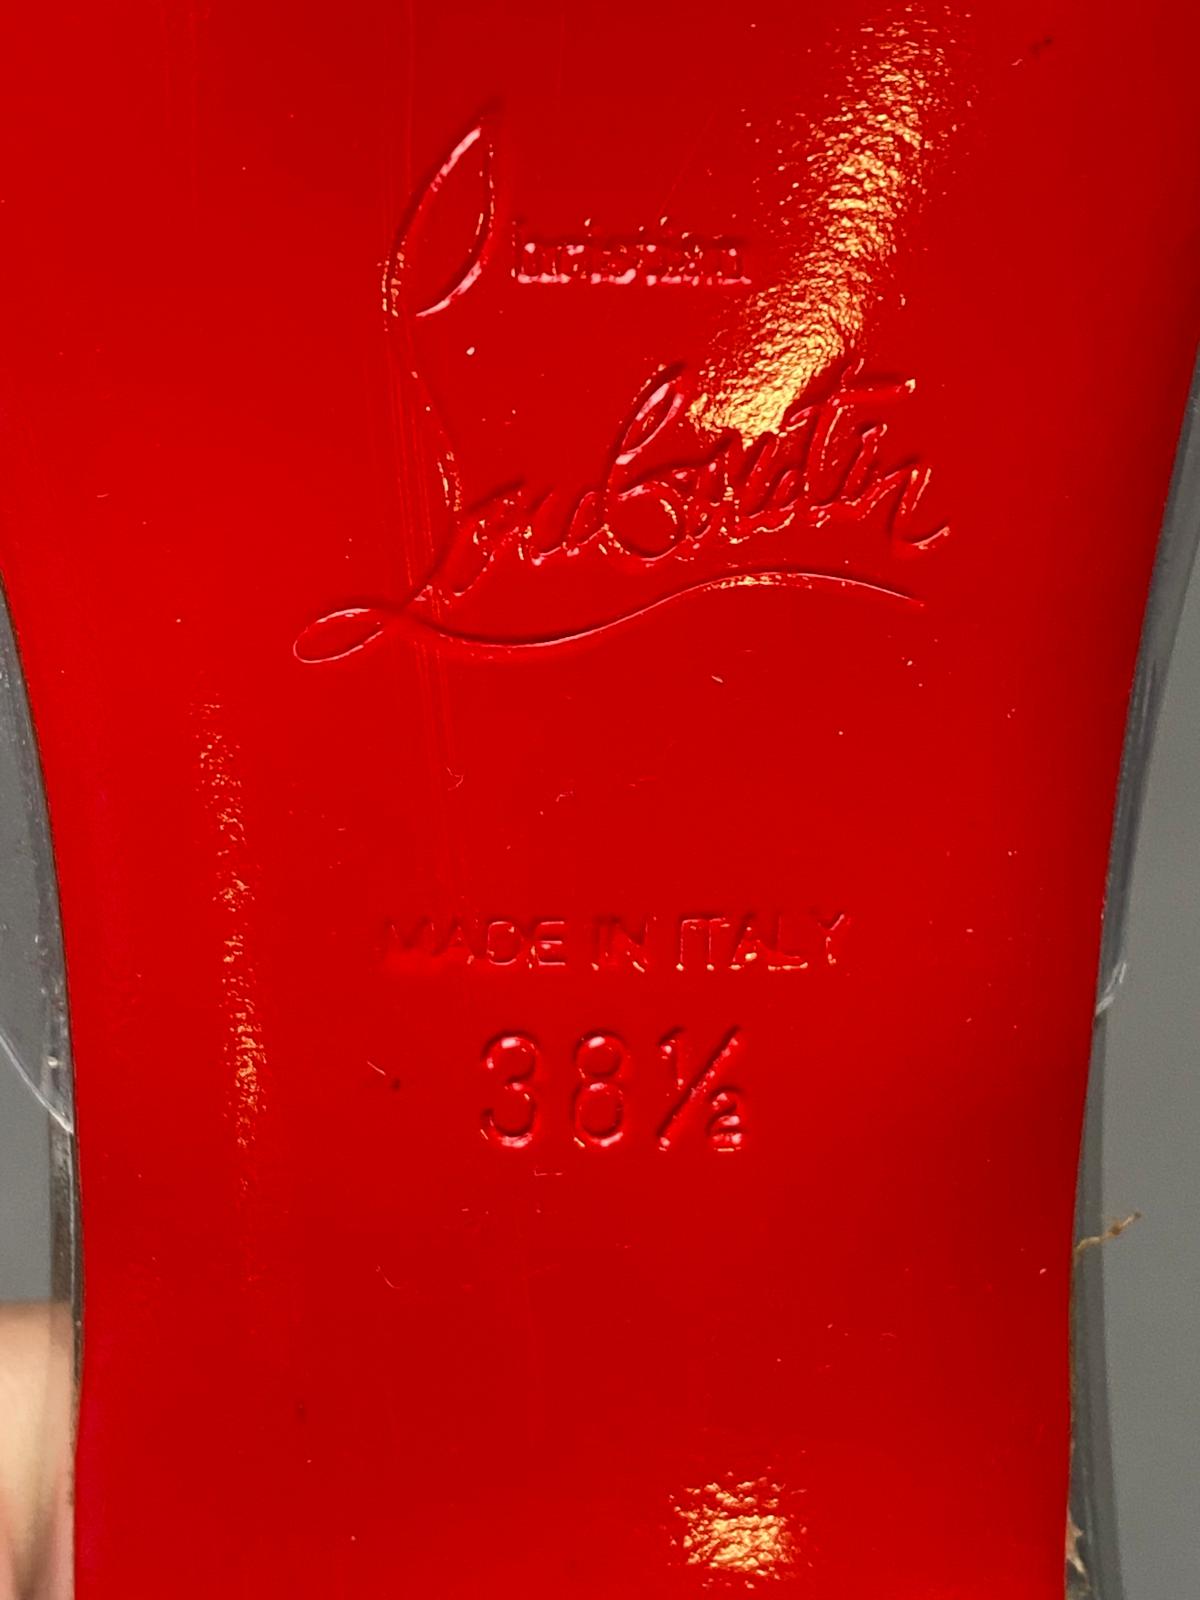 Christian
Louboutin
MADE IN ITALY
38½